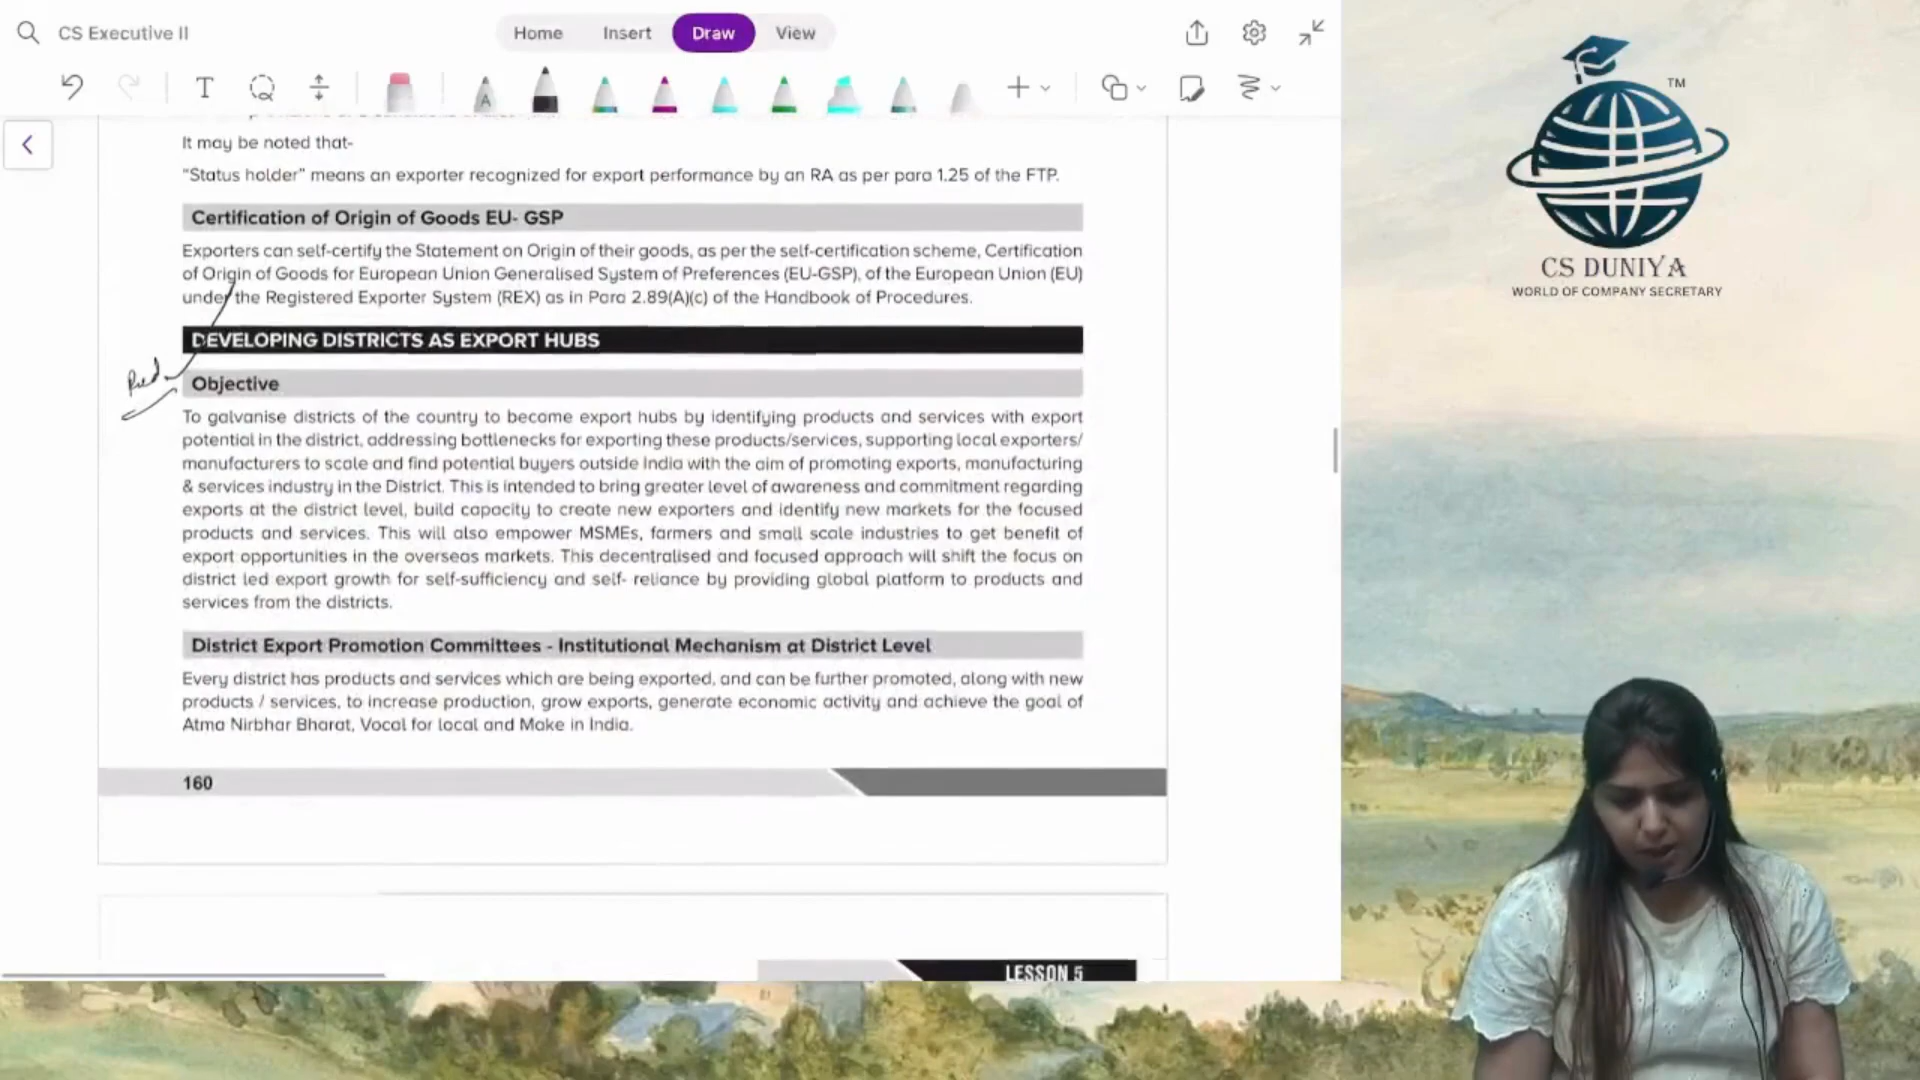 CS Executive II
Home Insert Draw View
T
A
It may be noted that-
"Status holder" means an exporter recognized for export performance by an RA as per para 1.25 of the FTP.
Certification of Origin of Goods EU- GSP
Exporters can self-certify the Statement on Origin of their goods, as per the self-certification scheme, Certification
of Origin of Goods for European Union Generalised System of Preferences (EU-GSP), of the European Union (EU)
under the Registered Exporter System (REX) as in Para 2.89(A)(c) of the Handbook of Procedures.
DEVELOPING DISTRICTS AS EXPORT HUBS
Objective
To galvanise districts of the country to become export hubs by identifying products and services with export
potential in the district, addressing bottlenecks for exporting these products/services, supporting local exporters/
manufacturers to scale and find potential buyers outside India with the aim of promoting exports, manufacturing
& services industry in the District. This is intended to bring greater level of awareness and commitment regarding
exports at the district level, build capacity to create new exporters and identify new markets for the focused
products and services. This will also empower MSMEs, farmers and small scale industries to get benefit of
export opportunities in the overseas markets. This decentralised and focused approach will shift the focus on
district led export growth for self-sufficiency and self- reliance by providing global platform to products and
services from the districts.
District Export Promotion Committees - Institutional Mechanism at District Level
Every district has products and services which are being exported, and can be further promoted, along with new
products / services, to increase production, grow exports, generate economic activity and achieve the goal of
Atma Nirbhar Bharat, Vocal for local and Make in India.
160
LESSON 5
TM
CS DUNIYA
WORLD OF COMPANY SECRETARY